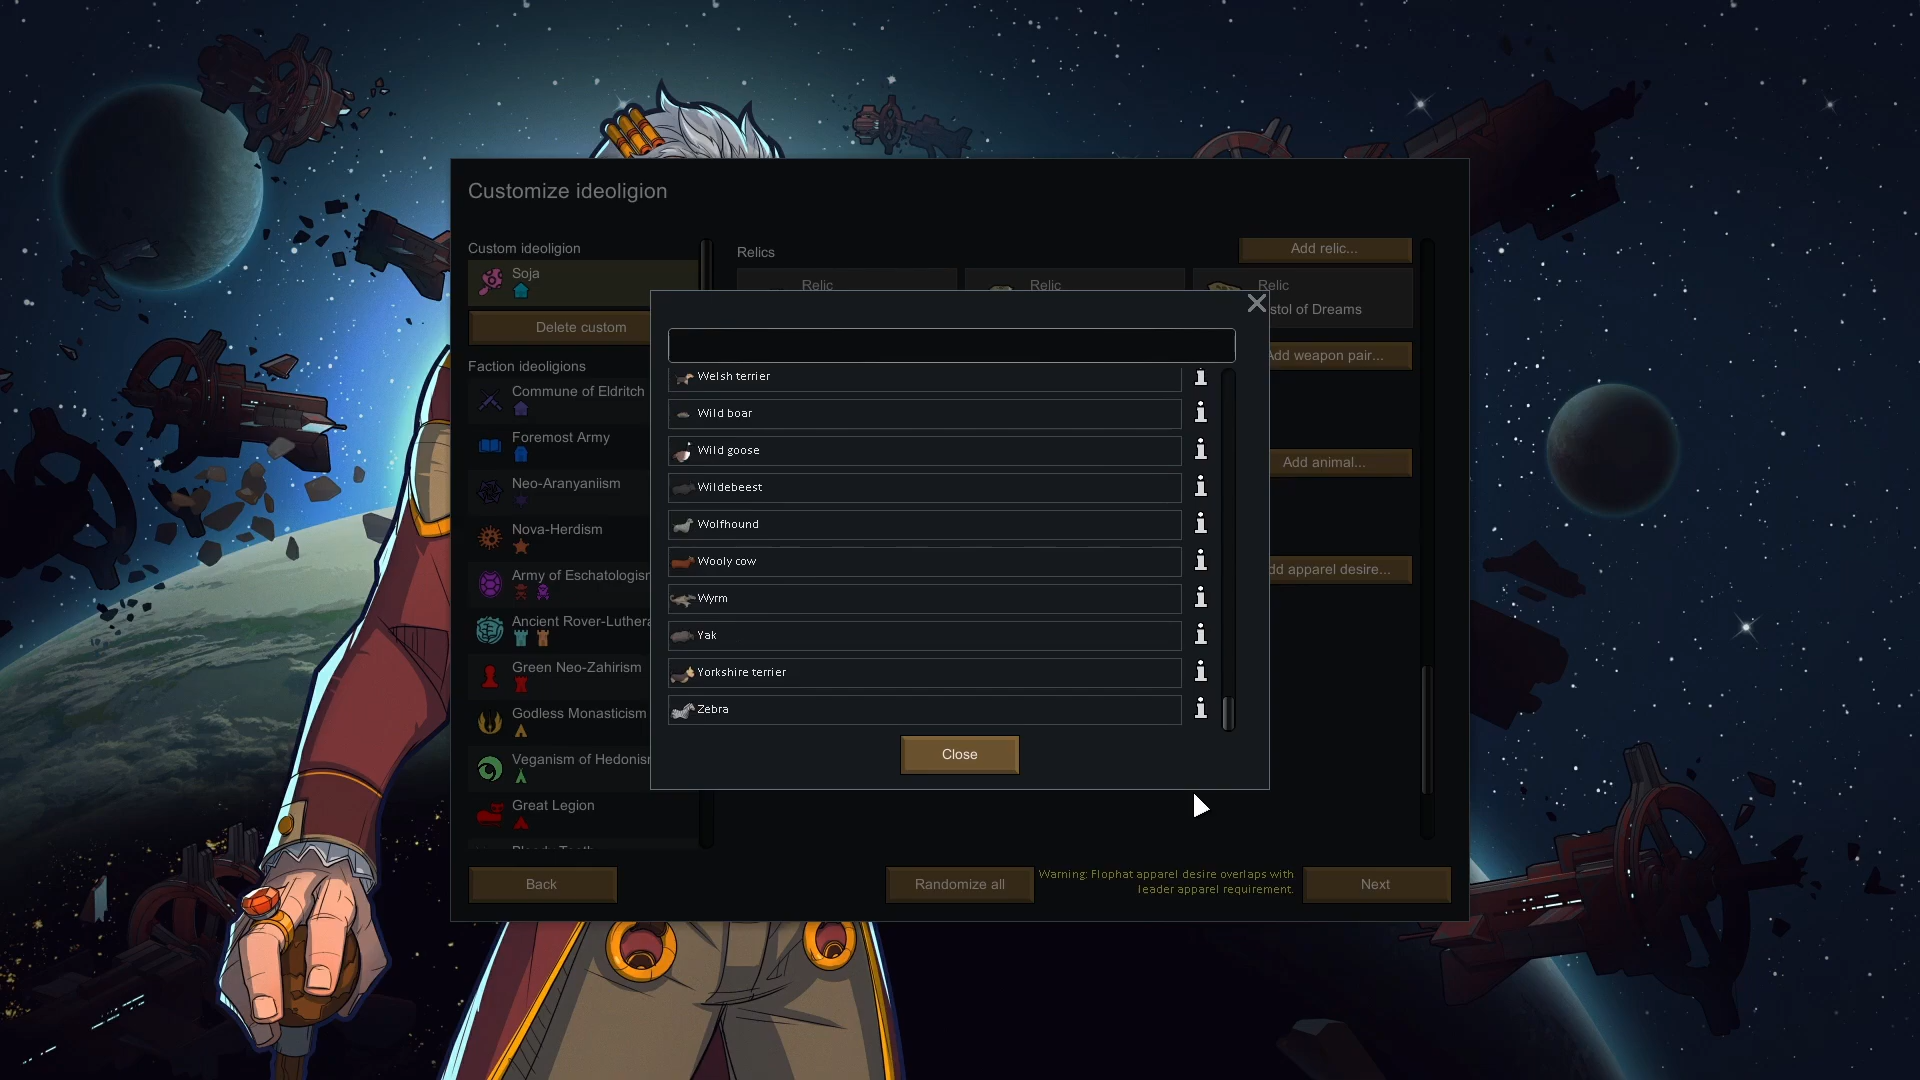 Customize ideoligion
Custom ideoligion
Soja
Delete custom
Faction ideoligions
Commune of Eldritch
Foremost Army
Neo-Aranyaniism
Nova-Herdism
Army of Eschatologism
Ancient Rover-Luthera
Green Neo-Zahirism
Godless Monasticism
Veganism of Hedonism
Great Legion
Relics
Add relic...
Relic
Relic
Relic
stol of Dreams
Add weapon pair...
Add animal...
dd apparel desire...
Welsh terrier
Wild boar
Wild goose
Wildebeest
Wolfhound
Wooly cow
Wyrm
Yak
Yorkshire terrier
Zebra
Close
Back
Randomize all
Warning: Flophat apparel desire overlaps with
leader apparel requirement.
Next